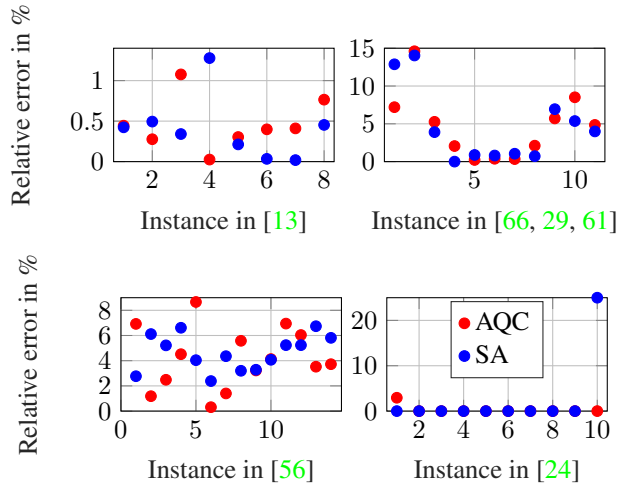 Relative error in %
1
0.5
0
2 4 6 8
Instance in [13]
15
10
5
0
5 10
Instance in [66, 29, 61]
Relative error in %
8
6
4
2
0
0 5 10
Instance in [56]
20
10
0
2 4 6 8 10
AQC
SA
Instance in [24]